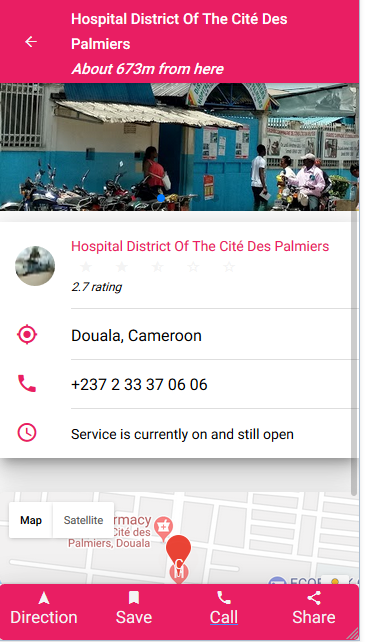 Hospital District Of The Cité Des
Palmiers
About 673m from here
Hospital District Of The Cité Des Palmiers
2.7 rating
Douala, Cameroon
+237 2 33 37 06 06
Service is currently on and still open
Map
Satellite
rmacy
Cité des
Palmiers, Douala
Direction
Save
Call
Share